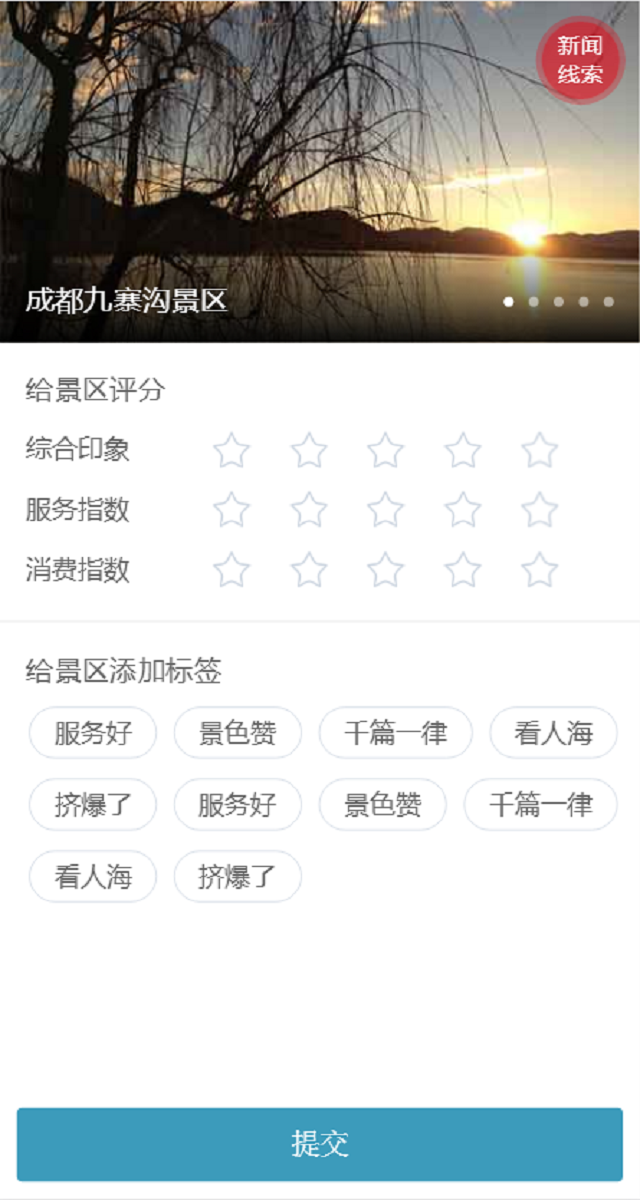 新闻
线索
成都九寨沟景区
给景区评分
综合印象
服务指数
消费指数
给景区添加标签
服务好 景色赞 千篇一律 看人海
挤爆了 服务好 景色赞 千篇一律
看人海 挤爆了
提交